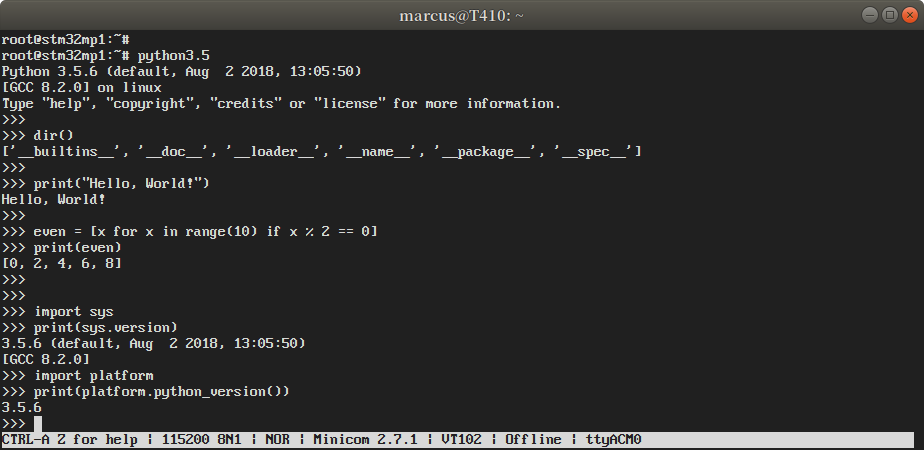 marcus@T410: ~
root@stm32mp1:~#
root@stm32mp1:~# python3.5
Python 3.5.6 (default, Aug  2 2018, 13:05:50)
[GCC 8.2.0] on linux
Type "help", "copyright", "credits" or "license" for more information.
>>>
>>> dir()
['__builtins__', '__doc__', '__loader__', '__name__', '__package__', '__spec__']
>>>
>>> print("Hello, World!")
Hello, World!
>>>
>>> even = [x for x in range(10) if x % 2 == 0]
>>> print(even)
[0, 2, 4, 6, 8]
>>>
>>>
>>> import sys
>>> print(sys.version)
3.5.6 (default, Aug  2 2018, 13:05:50)
[GCC 8.2.0]
>>> import platform
>>> print(platform.python_version())
3.5.6
>>>
CTRL-A Z for help | 115200 8N1 | NOR | Minicom 2.7.1 | VT102 | Offline | ttyACM0